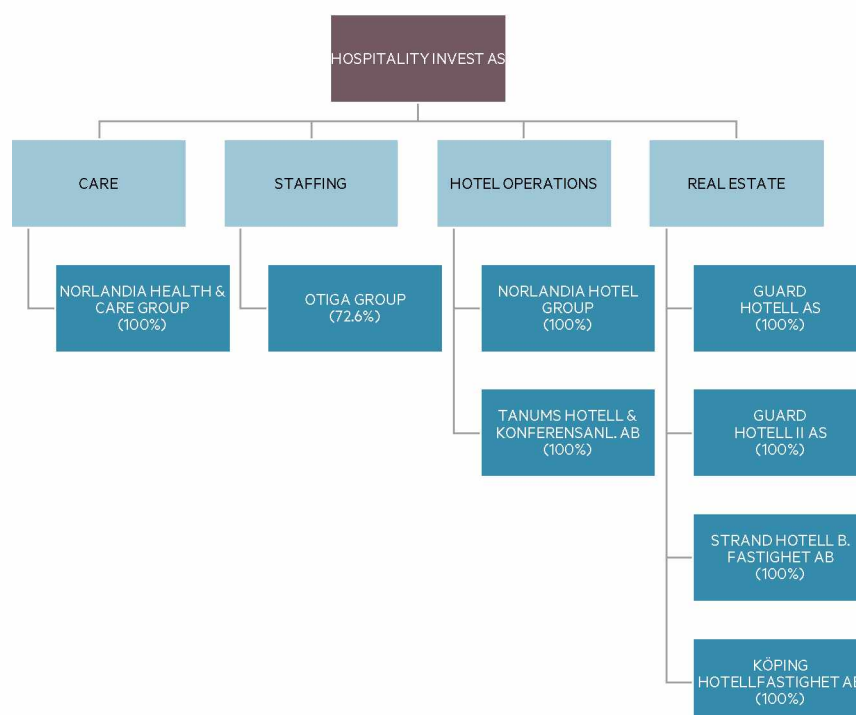 HOSPITALITY INVEST AS
CARE
STAFFING
HOTEL OPERATIONS
REAL ESTATE
NORLANDIA HEALTH &
CARE GROUP
(100%)
OTIGA GROUP
(72.6%)
NORLANDIA HOTEL
GROUP
(100%)
GUARD
HOTELL AS
(100%)
TANUMS HOTELL &
KONFERENSANL. AB
(100%)
GUARD
HOTELL II AS
(100%)
STRAND HOTELL B.
FASTIGHET AB
(100%)
KÖPING
HOTELLFASTIGHET AB
(100%)